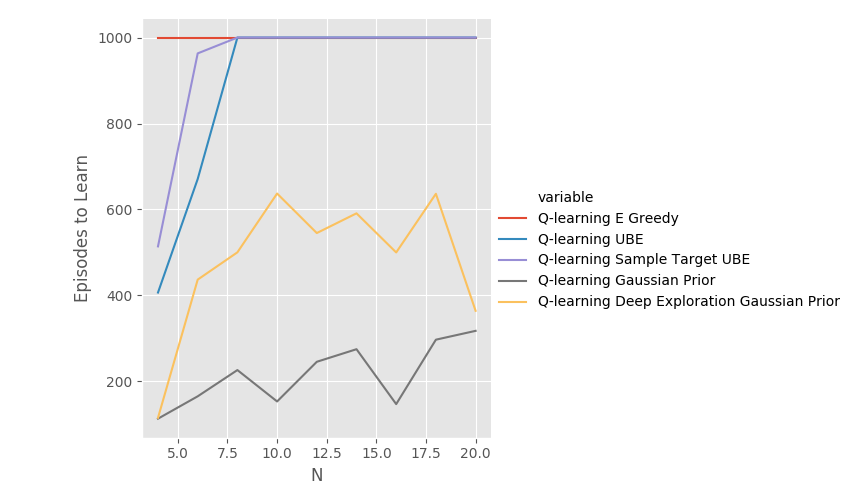 1000
800
600
400
200
Episodes to Learn
5.0 7.5 10.0 12.5 15.0 17.5 20.0
N
variable
Q-learning E Greedy
Q-learning UBE
Q-learning Sample Target UBE
Q-learning Gaussian Prior
Q-learning Deep Exploration Gaussian Prior